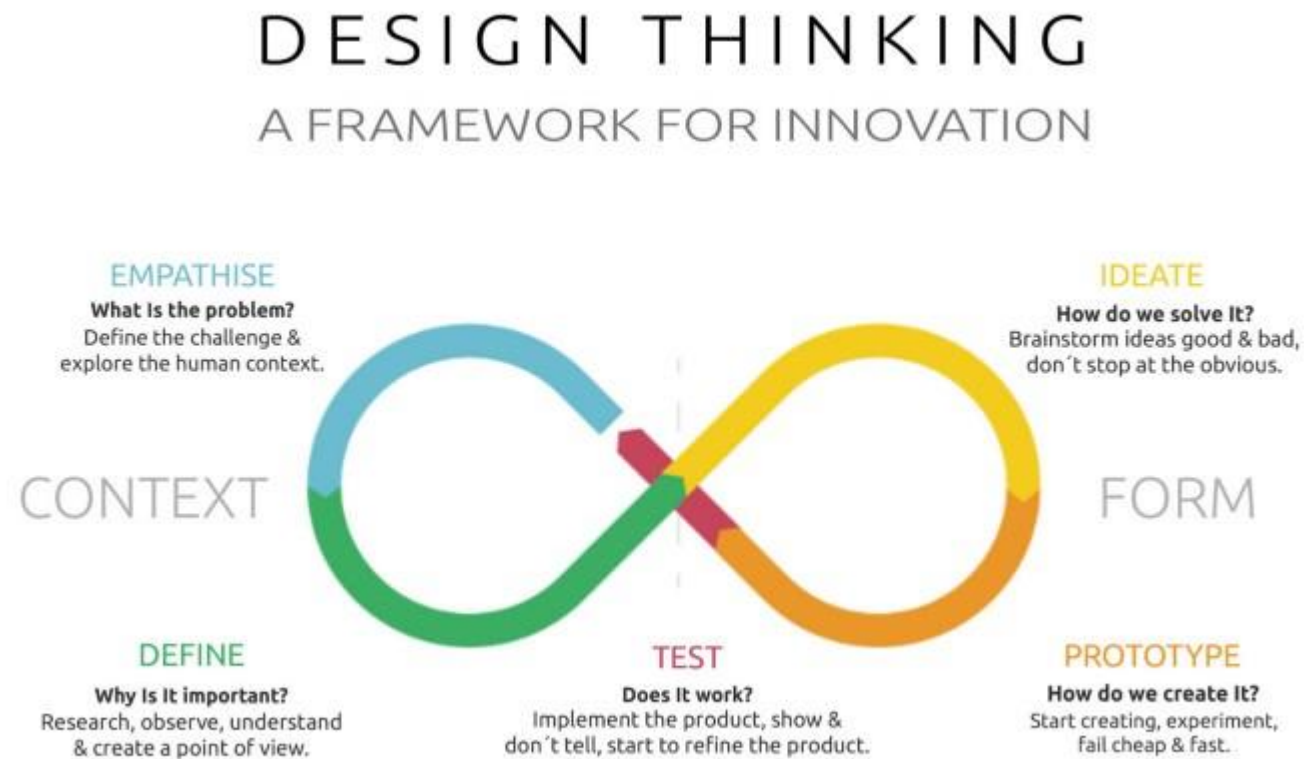 DESIGN THINKING
A FRAMEWORK FOR INNOVATION
EMPATHISE
What Is the problem?
Define the challenge &
explore the human context.
IDEATE
How do we solve It?
Brainstorm ideas good & bad,
don´t stop at the obvious.
CONTEXT
FORM
DEFINE
Why Is It important?
Research, observe, understand
& create a point of view.
TEST
Does It work?
Implement the product, show &
don´t tell, start to refine the product.
PROTOTYPE
How do we create It?
Start creating, experiment,
fail cheap & fast.